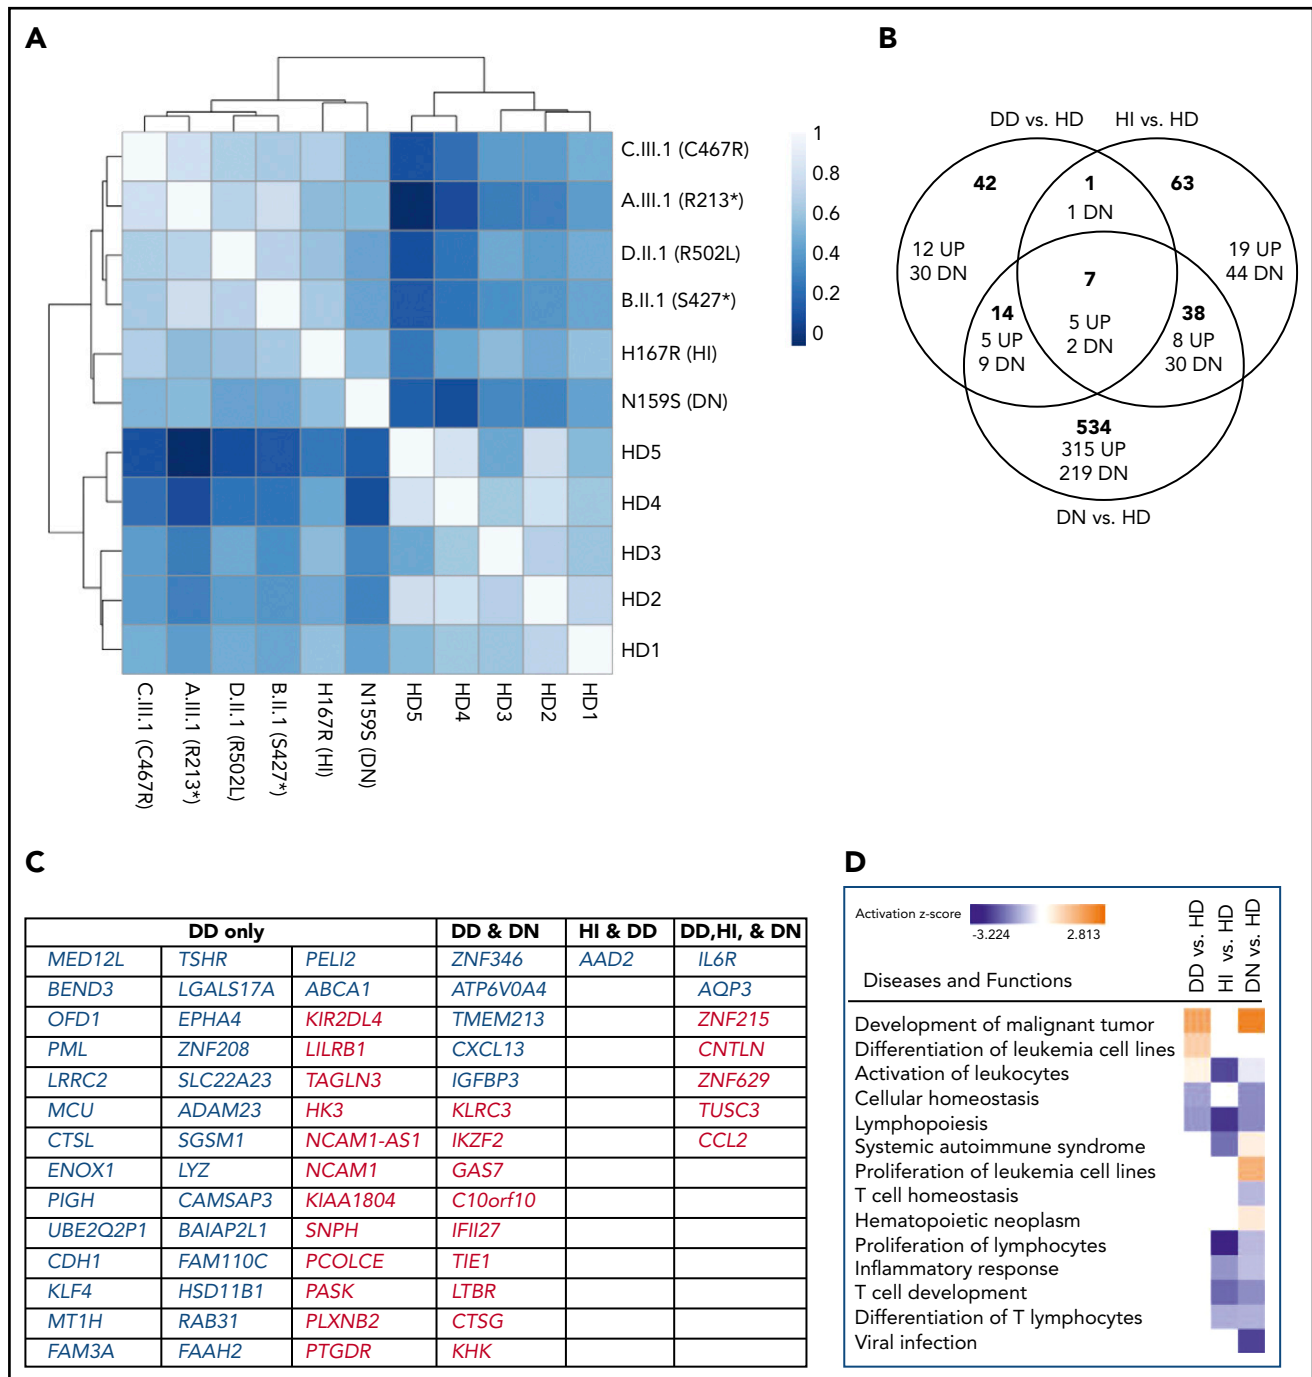 A
C.III.1 (C467R)
A.III.1 (R213*)
D.II.1 (R502L)
B.II.1 (S427*)
H167R (HI)
N159S (DN)
HD5
HD4
HD3
HD2
HD1
1
0.8
0.6
0.4
0.2
0
C.III.1 (C467R)
A.III.1 (R213*)
D.II.1 (R502L)
B.II.1 (S427*)
H167R (HI)
N159S (DN)
HD5
HD4
HD3
HD2
HD1
B
DD vs. HD HI vs. HD
42 1 63
1 DN
12 UP 19 UP
30 DN 44 DN
7
14 38
5 UP 5 UP 8 UP
9 DN 2 DN 30 DN
534
315 UP
219 DN
DN vs. HD
C
DD only DD & DN HI & DD DD,HI, & DN
MED12L TSHR PELI2 ZNF346 AAD2 IL6R
BEND3 LGALS17A ABCA1 ATP6V0A4 AQP3
OFD1 EPHA4 KIR2DL4 TMEM213 ZNF215
PML ZNF208 LILRB1 CXCL13 CNTLN
LRRC2 SLC22A23 TAGLN3 IGFBP3 ZNF629
MCU ADAM23 HK3 KLRC3 TUSC3
CTSL SGSM1 NCAM1-AS1 IKZF2 CCL2
ENOX1 LYZ NCAM1 GAS7
PIGH CAMSAP3 KIAA1804 C10orf10
UBE2Q2P1 BAIAP2L1 SNPH IFII27
CDH1 FAM110C PCOLCE TIE1
KLF4 HSD11B1 PASK LTBR
MT1H RAB31 PLXNB2 CTSG
FAM3A FAAH2 PTGDR KHK
D
Activation z-score
-3.224 2.813
DD vs. HD
HI vs. HD
DN vs. HD
Diseases and Functions
Development of malignant tumor
Differentiation of leukemia cell lines
Activation of leukocytes
Cellular homeostasis
Lymphopoiesis
Systemic autoimmune syndrome
Proliferation of leukemia cell lines
T cell homeostasis
Hematopoietic neoplasm
Proliferation of lymphocytes
Inflammatory response
T cell development
Differentiation of T lymphocytes
Viral infection